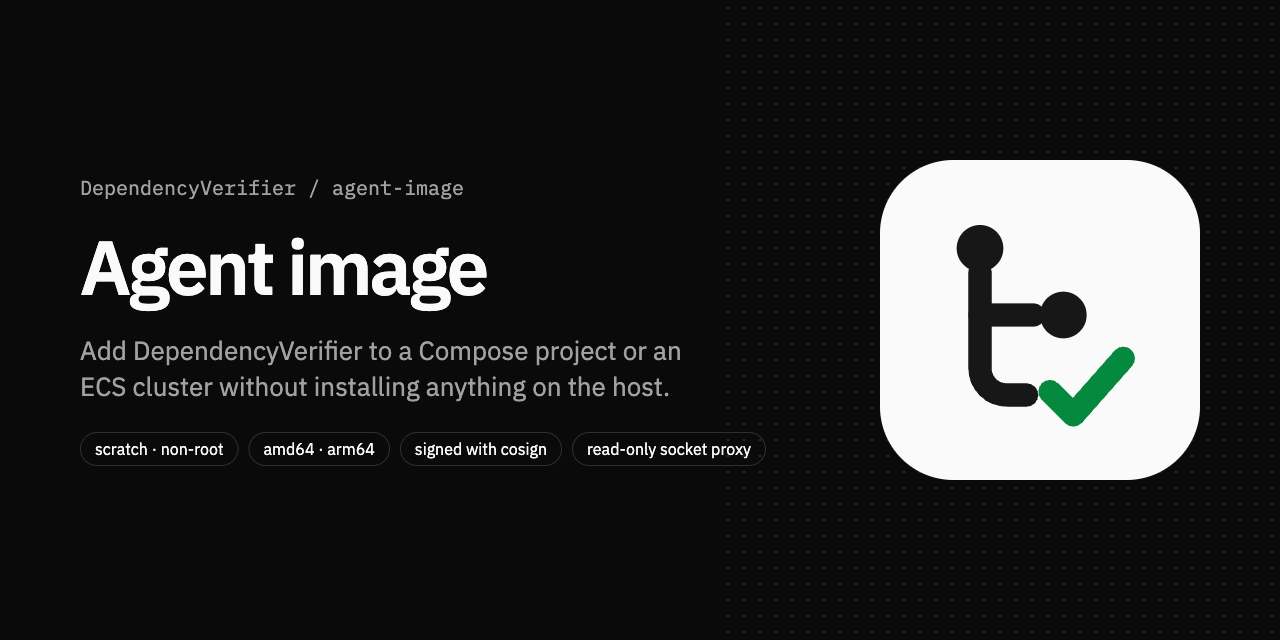 DependencyVerifier / agent-image
Agent image
Add DependencyVerifier to a Compose project or an
ECS cluster without installing anything on the host.
scratch · non-root
amd64 · arm64
signed with cosign
read-only socket proxy